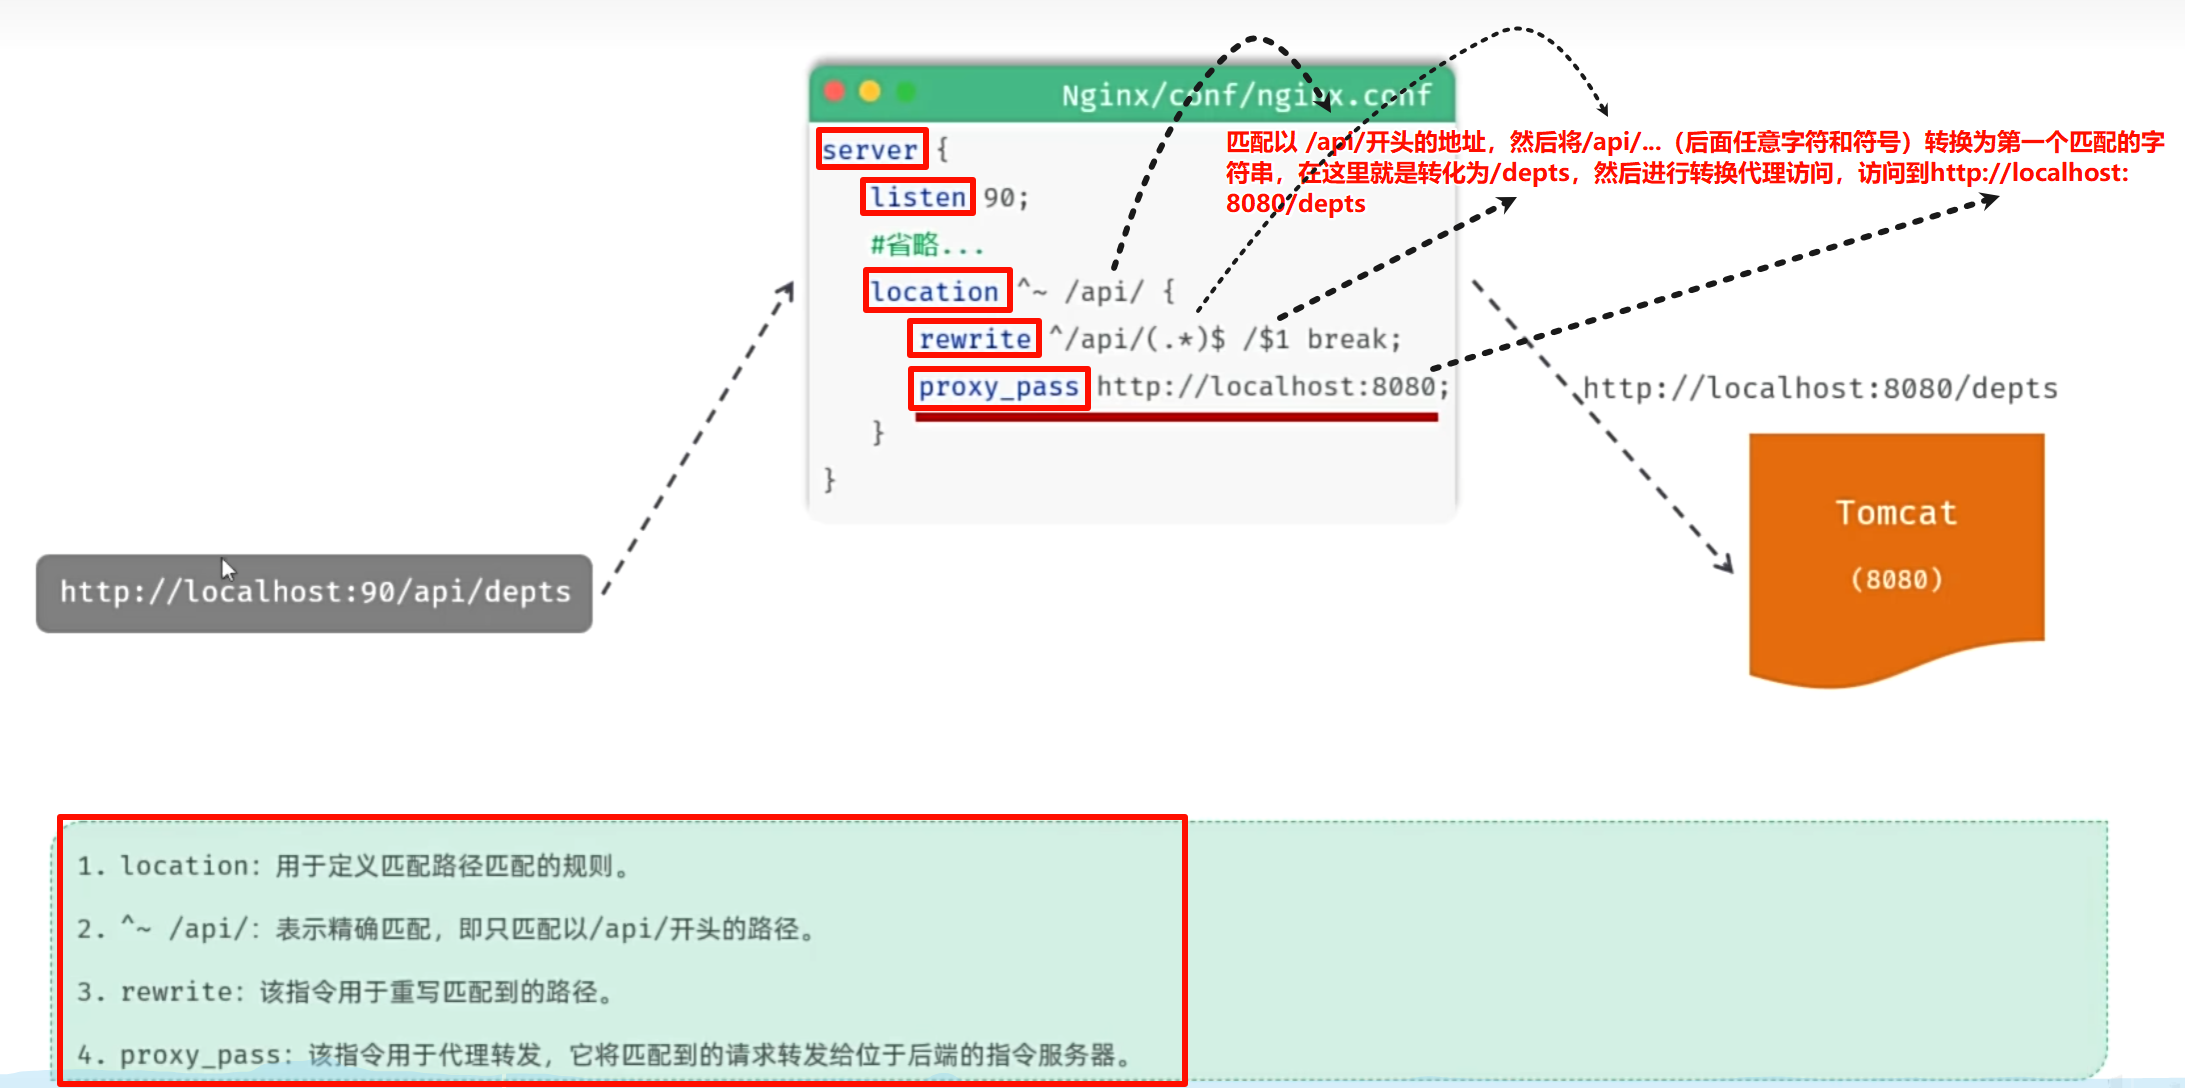 Nginx/conf/nginx.conf
server {
listen 90;
#省略...
location ^~ /api/ {
rewrite ^/api/(.*)$ /$1 break;
proxy_pass http://localhost:8080;
}
}
匹配以 /api/开头的地址，然后将/api/...（后面任意字符和符号）转换为第一个匹配的字
符串，在这里就是转化为/depts，然后进行转换代理访问，访问到http://localhost:
8080/depts
http://localhost:90/api/depts
http://localhost:8080/depts
Tomcat
(8080)
1. location：用于定义匹配路径匹配的规则。
2. ^~ /api/：表示精确匹配，即只匹配以/api/开头的路径。
3. rewrite：该指令用于重写匹配到的路径。
4. proxy_pass：该指令用于代理转发，它将匹配到的请求转发给位于后端的指令服务器。